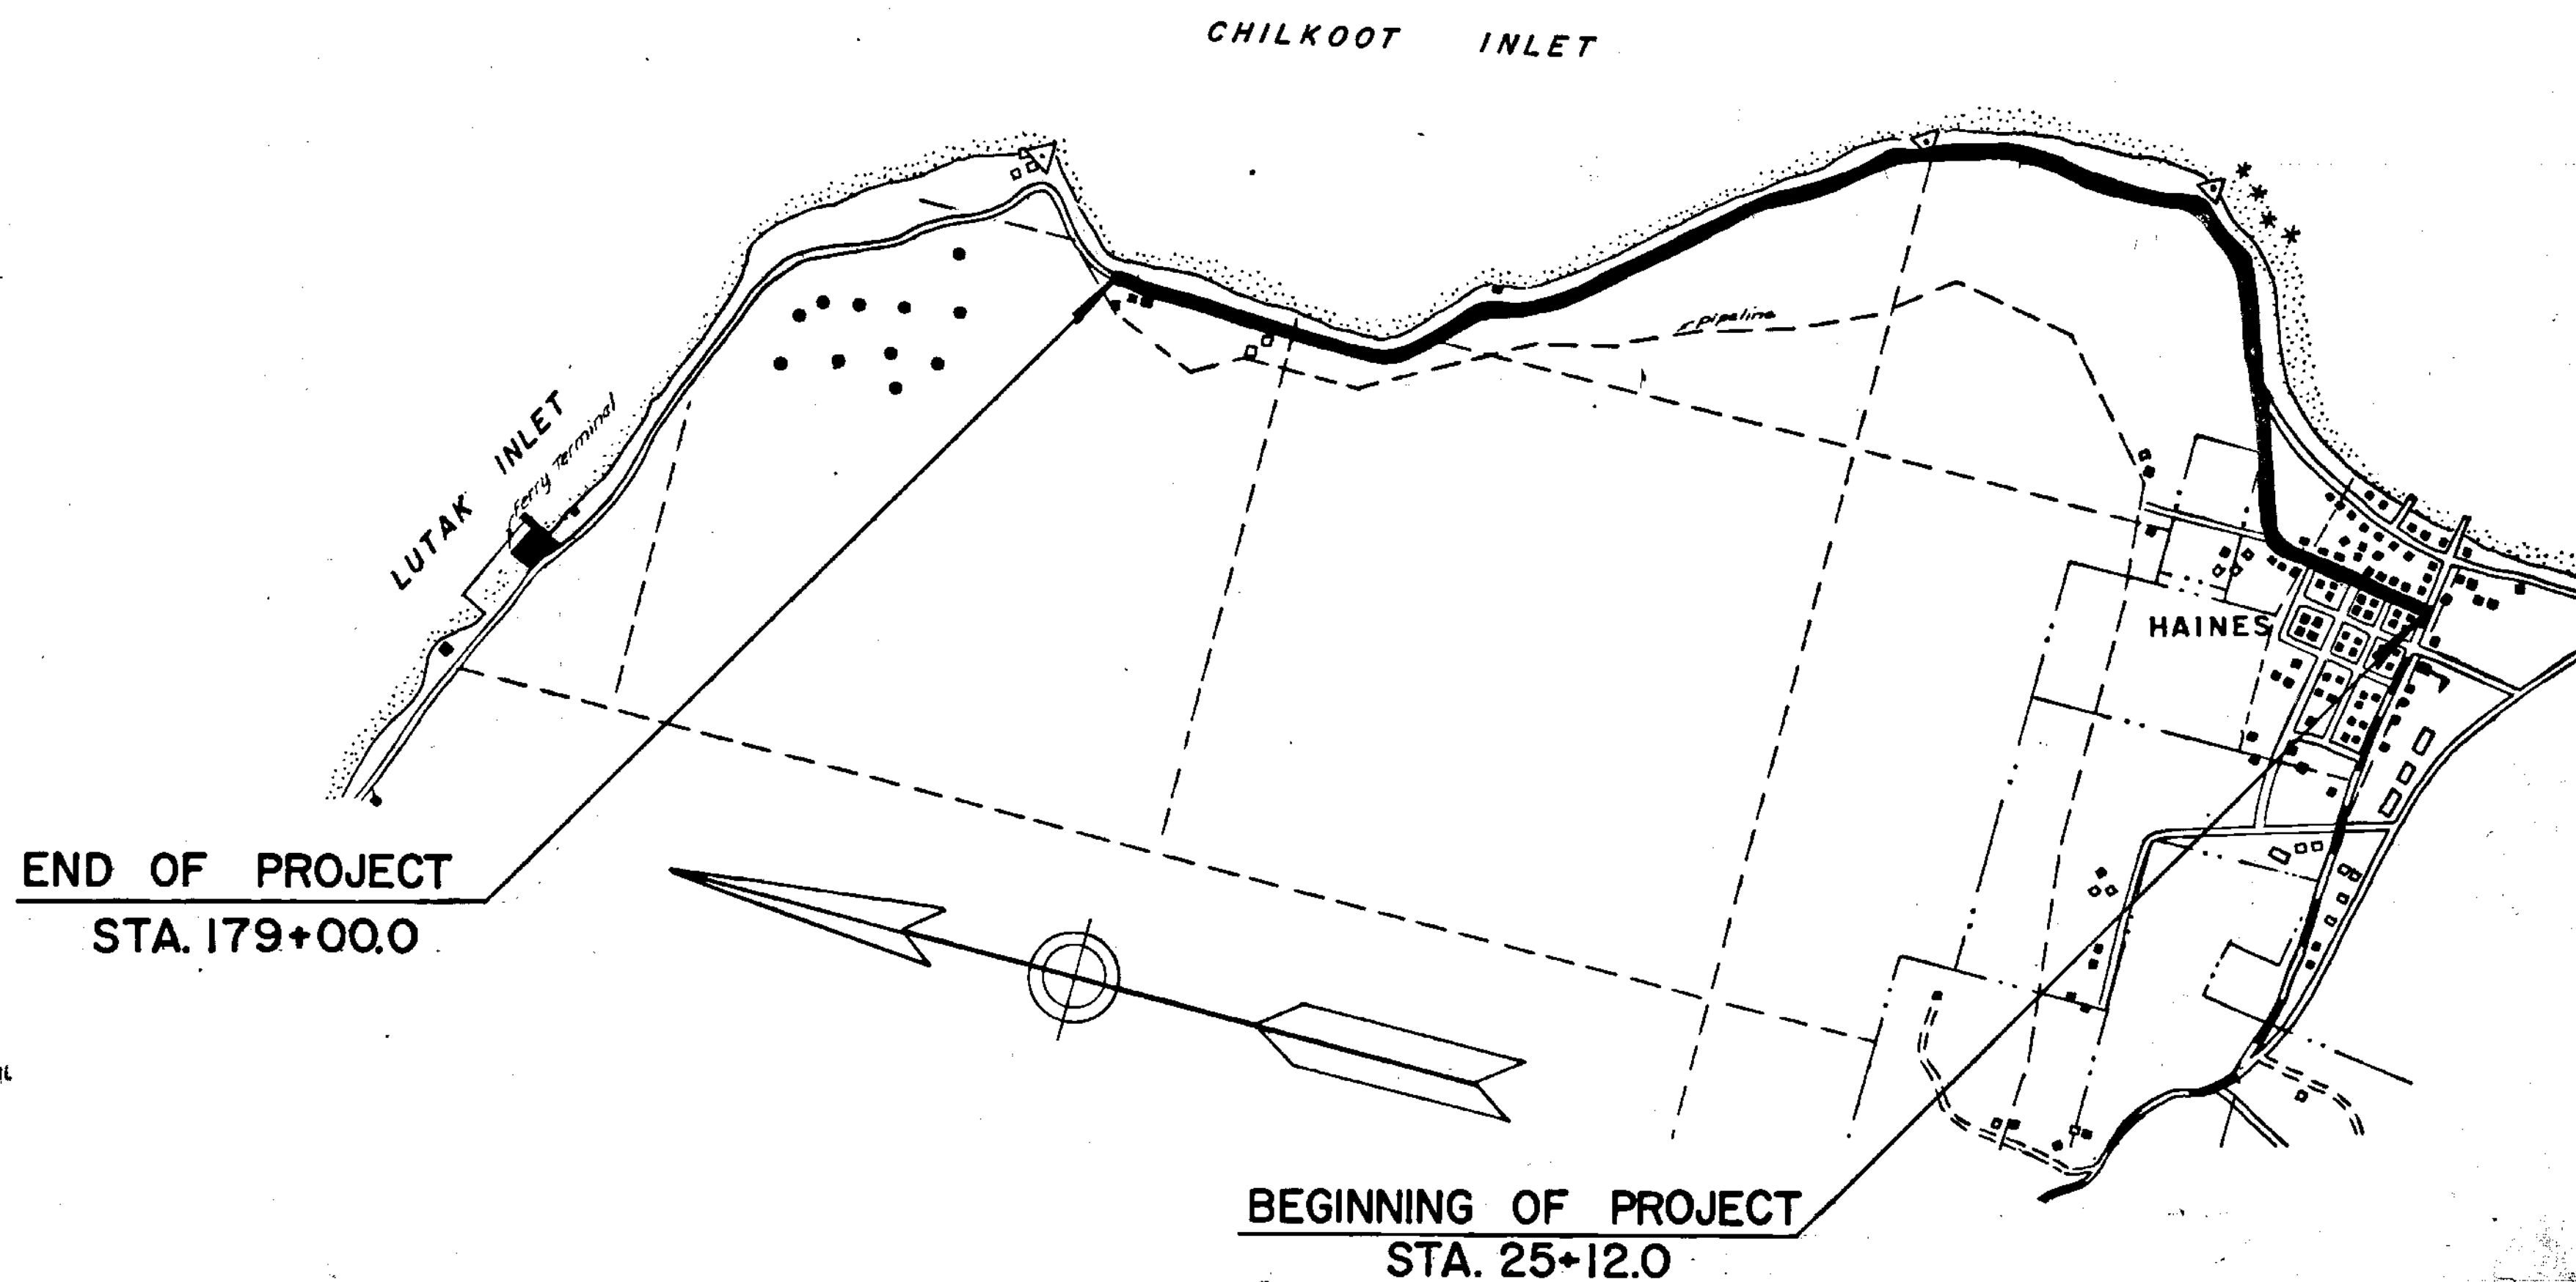 CHILKOOT INLET
pipeline
LUTAK INLET
Ferry Terminal
HAINES
END OF PROJECT
STA. 179+00.0
BEGINNING OF PROJECT
STA. 25+12.0